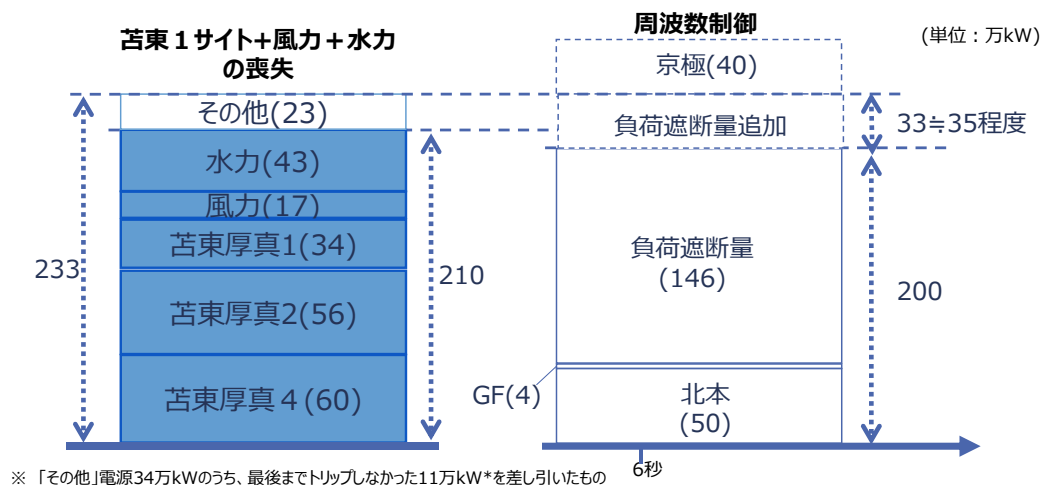 苫東１サイト+風力＋水力
の喪失
周波数制御
(単位：万kW)
京極(40)
その他(23)
負荷遮断量追加
33≒35程度
水力(43)
風力(17)
苫東厚真1(34)
負荷遮断量
(146)
233
210
200
苫東厚真2(56)
GF(4)
北本
(50)
苫東厚真４(60)
6秒
※ 「その他」電源34万kWのうち、最後までトリップしなかった11万kW*を差し引いたもの